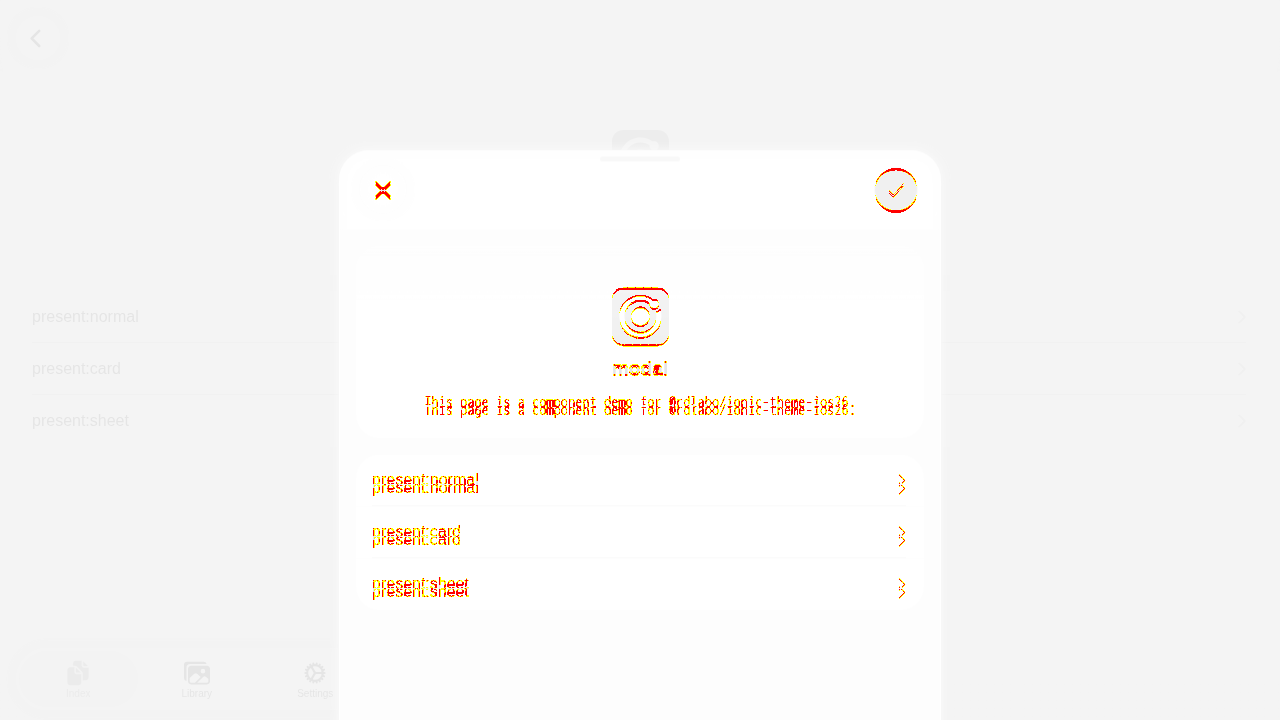 modal
This page is a component demo for @rdlabo/ionic-theme-ios26.
present:normal
present:card
present:sheet
present:normal
present:card
present:sheet
Library
Settings